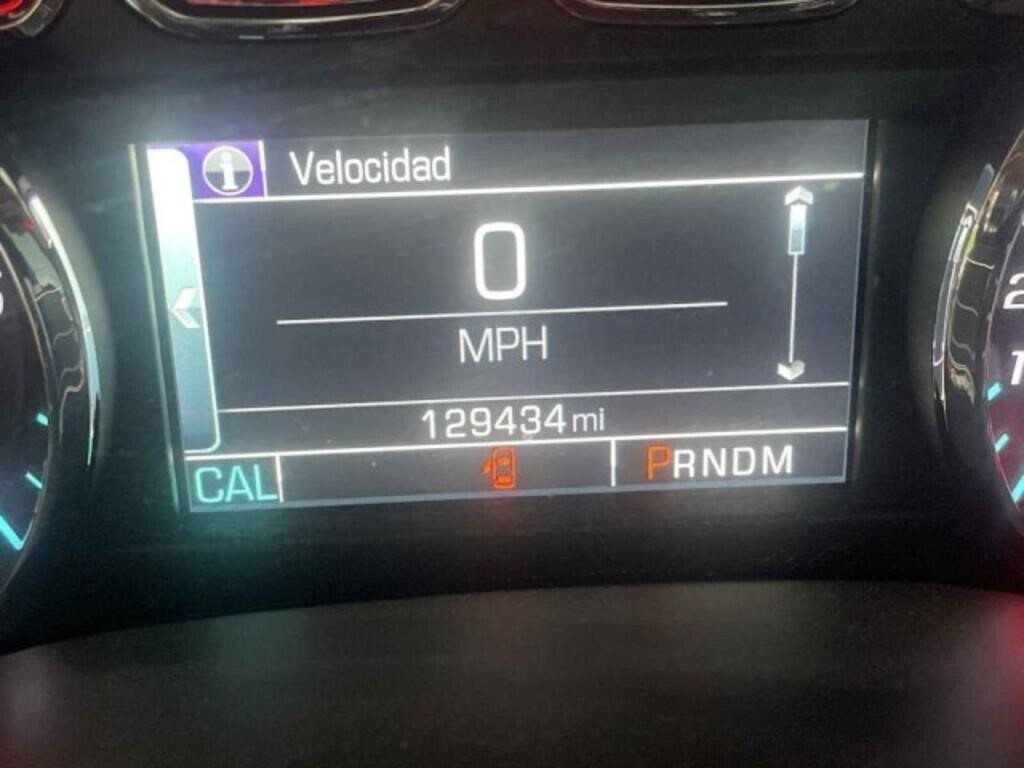 Velocidad
0
MPH
129434 mi
CAL
PRNDM